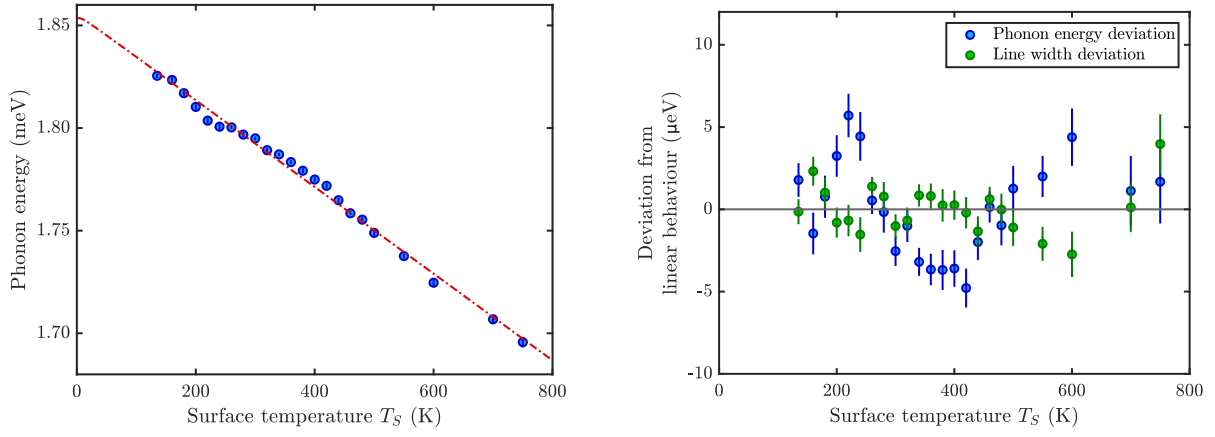 Phonon energy (meV)
1.85
1.80
1.75
1.70
0
200
400
600
800
Surface temperature T_S (K)
Deviation from
linear behaviour (μeV)
10
5
0
-5
-10
Phonon energy deviation
Line width deviation
0
200
400
600
800
Surface temperature T_S (K)